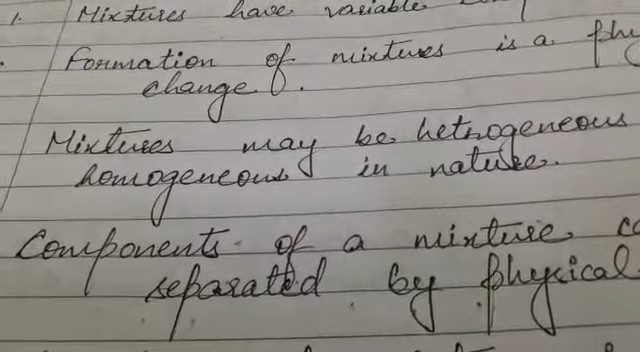 1. Mixtures have variable
Formation of mixtures is a phy
change.
Mixtures may be hetrogeneous
homogeneous in nature.
Components of a mixture c
separated by physical